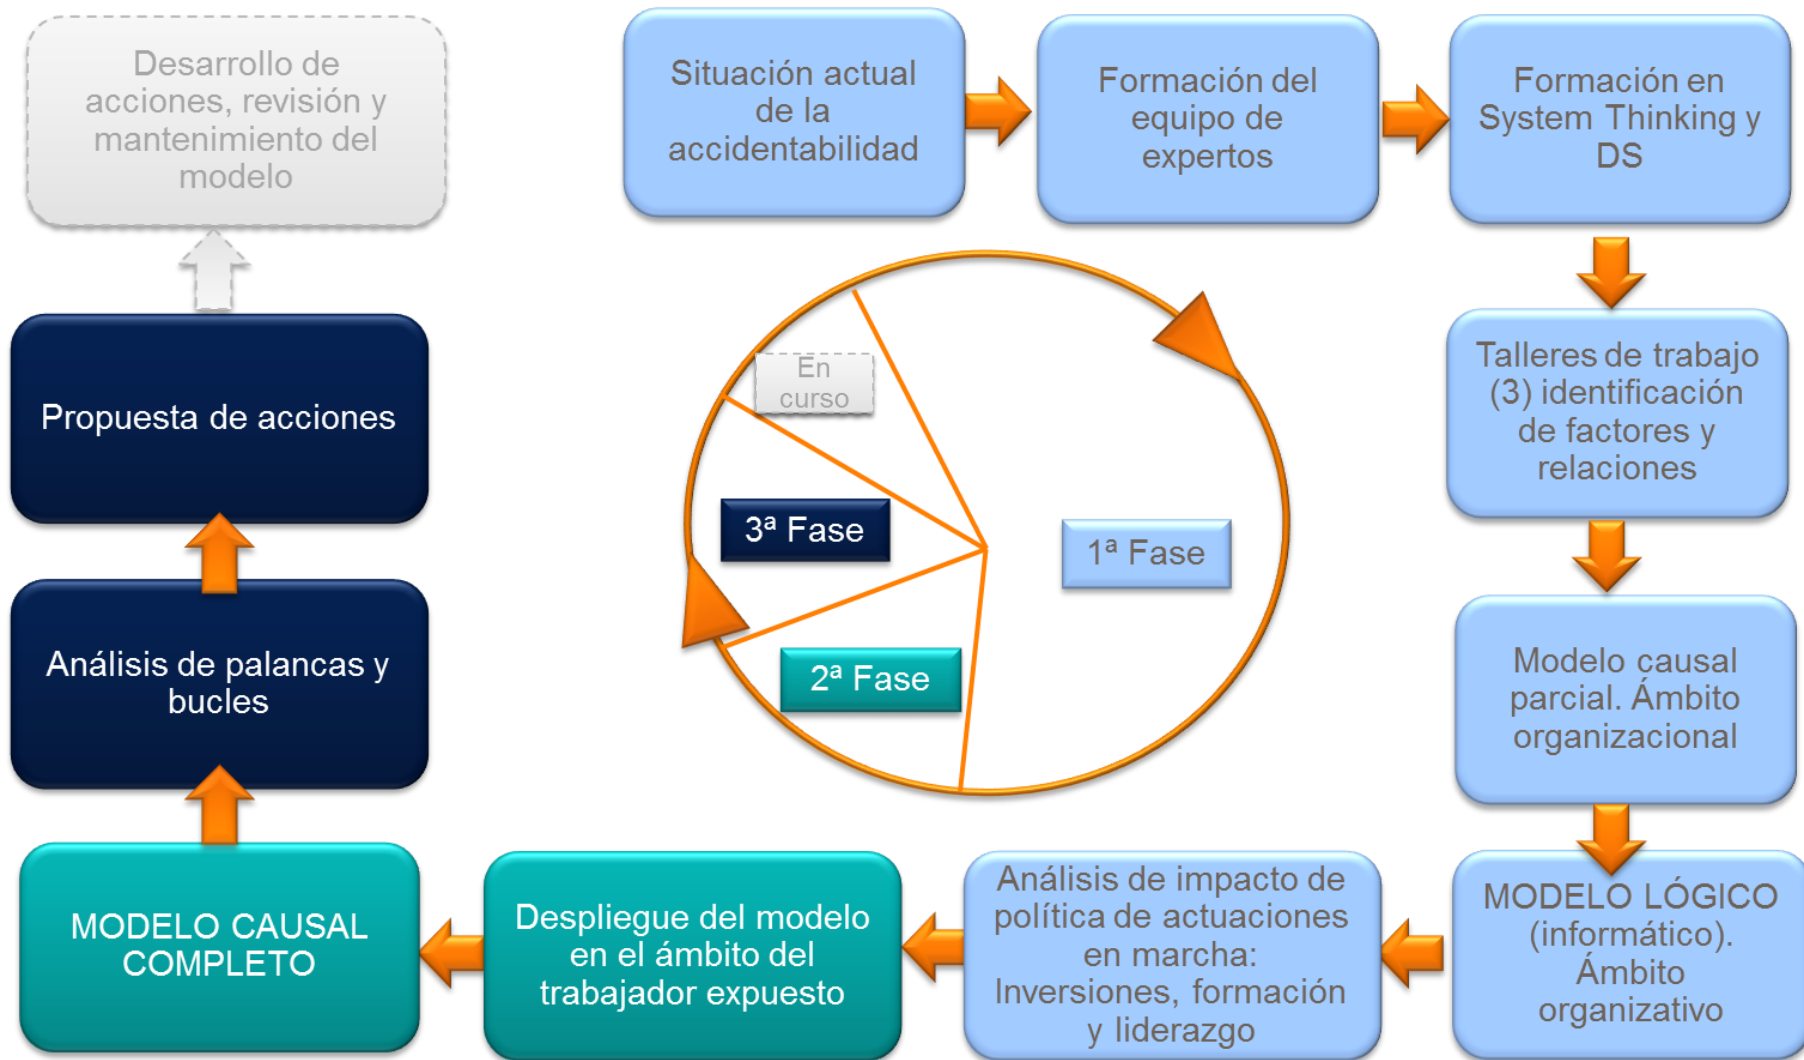 Desarrollo de
acciones, revisión y
mantenimiento del
modelo
Situación actual
de la
accidentabilidad
Formación del
equipo de
expertos
Formación en
System Thinking y
DS
Talleres de trabajo
(3) identificación
de factores y
relaciones
Modelo causal
parcial. Ámbito
organizacional
MODELO LÓGICO
(informático).
Ámbito
organizativo
Análisis de impacto de
política de actuaciones
en marcha:
Inversiones, formación
y liderazgo
Despliegue del modelo
en el ámbito del
trabajador expuesto
MODELO CAUSAL
COMPLETO
Análisis de palancas y
bucles
Propuesta de acciones
En
curso
3ª Fase
1ª Fase
2ª Fase